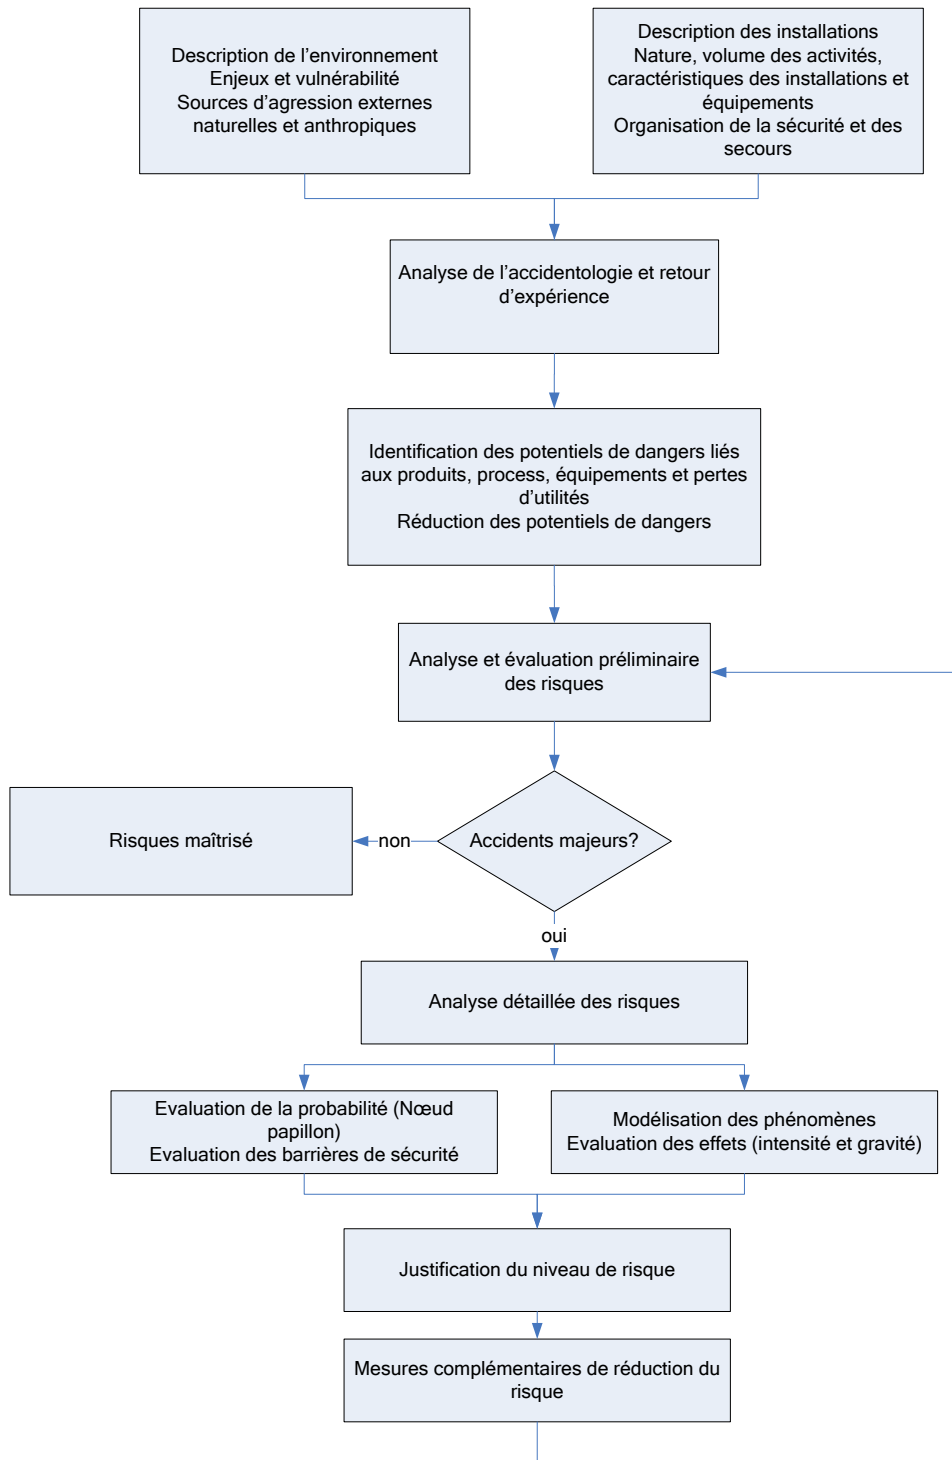 Description de l'environnement
Enjeux et vulnérabilité
Sources d'agression externes
naturelles et anthropiques
Description des installations
Nature, volume des activités,
caractéristiques des installations et
équipements
Organisation de la sécurité et des
secours
Analyse de l'accidentologie et retour
d'expérience
Identification des potentiels de dangers liés
aux produits, process, équipements et pertes
d'utilités
Réduction des potentiels de dangers
Analyse et évaluation préliminaire
des risques
Risques maîtrisé
non
Accidents majeurs?
oui
Analyse détaillée des risques
Evaluation de la probabilité (Nœud
papillon)
Evaluation des barrières de sécurité
Modélisation des phénomènes
Evaluation des effets (intensité et gravité)
Justification du niveau de risque
Mesures complémentaires de réduction du
risque